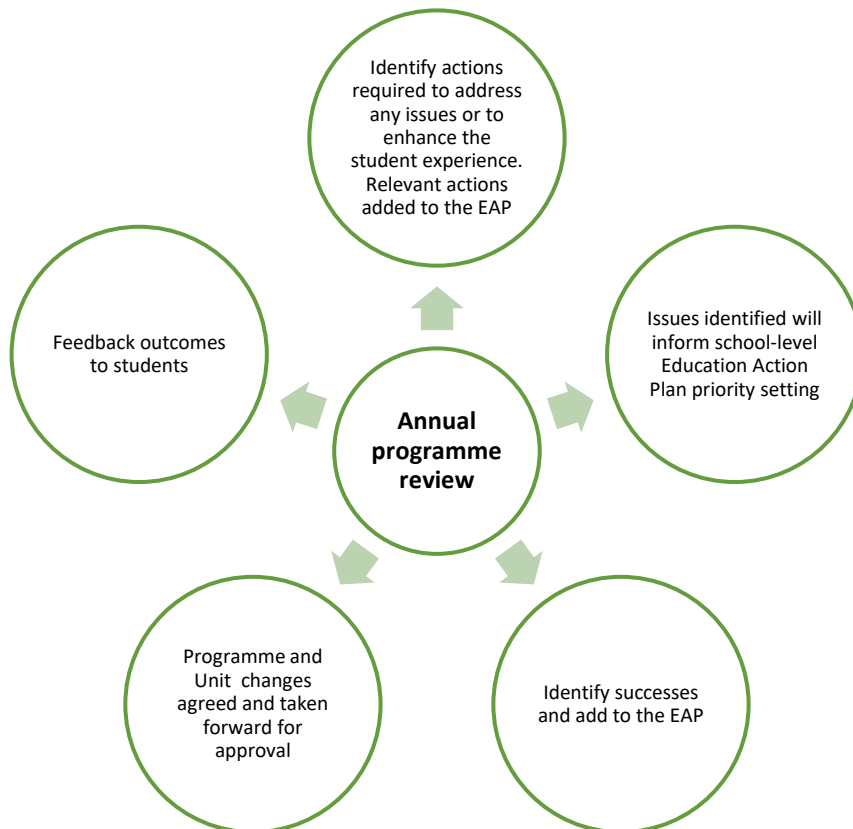 Identify actions
required to address
any issues or to
enhance the
student experience.
Relevant actions
added to the EAP
Feedback outcomes
to students
Issues identified will
inform school-level
Education Action
Plan priority setting
Annual
programme
review
Programme and
Unit  changes
agreed and taken
forward for
approval
Identify successes
and add to the EAP